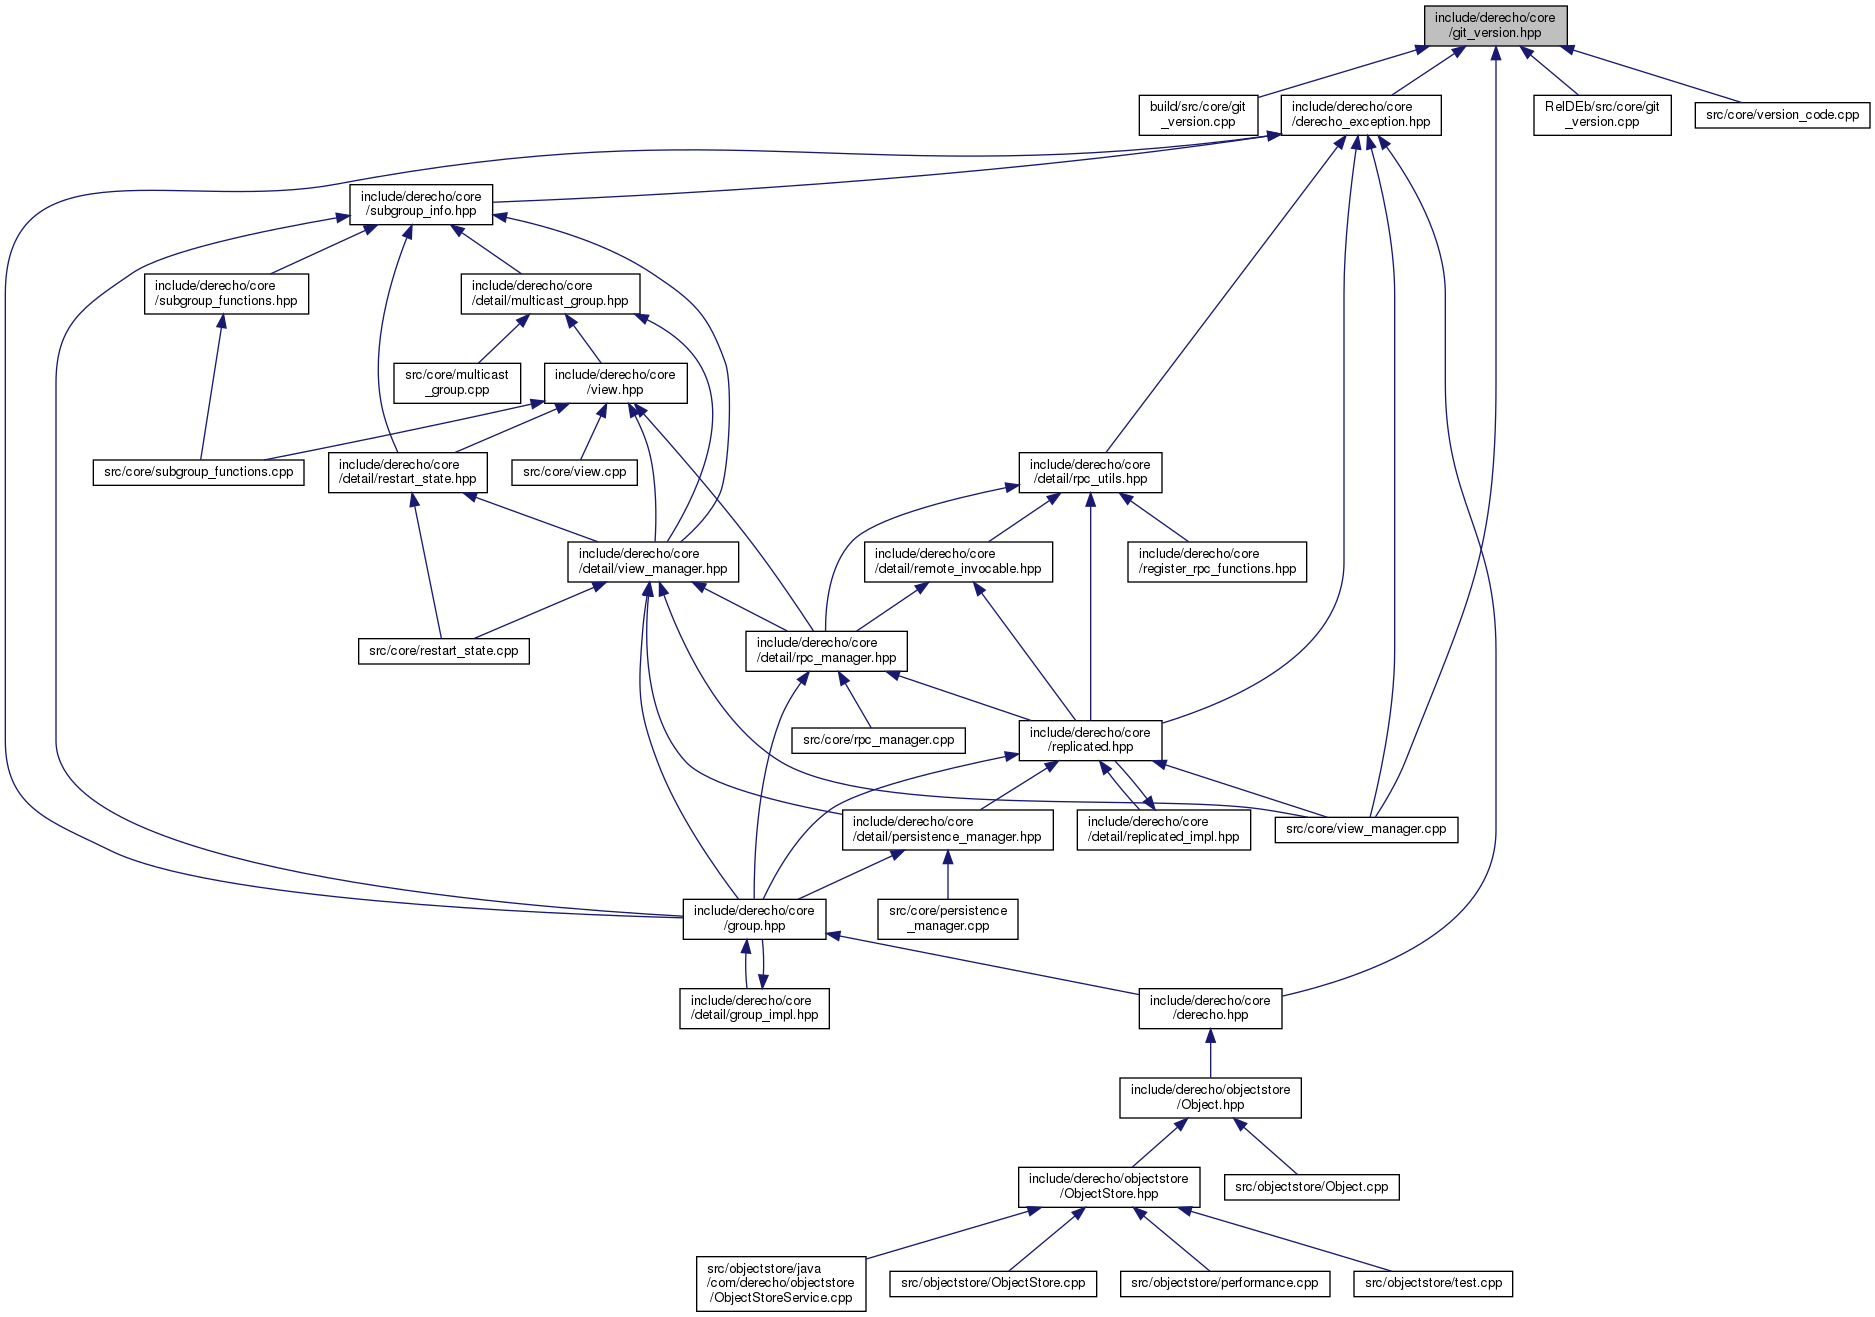 include/derecho/core
/git_version.hpp
build/src/core/git
_version.cpp
include/derecho/core
/derecho_exception.hpp
RelDEb/src/core/git
_version.cpp
src/core/version_code.cpp
include/derecho/core
/subgroup_info.hpp
include/derecho/core
/subgroup_functions.hpp
include/derecho/core
/detail/multicast_group.hpp
src/core/multicast
_group.cpp
include/derecho/core
/view.hpp
src/core/subgroup_functions.cpp
include/derecho/core
/detail/restart_state.hpp
src/core/view.cpp
include/derecho/core
/detail/rpc_utils.hpp
include/derecho/core
/detail/view_manager.hpp
include/derecho/core
/detail/remote_invocable.hpp
include/derecho/core
/register_rpc_functions.hpp
src/core/restart_state.cpp
include/derecho/core
/detail/rpc_manager.hpp
src/core/rpc_manager.cpp
include/derecho/core
/replicated.hpp
include/derecho/core
/detail/persistence_manager.hpp
include/derecho/core
/detail/replicated_impl.hpp
src/core/view_manager.cpp
include/derecho/core
/group.hpp
src/core/persistence
_manager.cpp
include/derecho/core
/detail/group_impl.hpp
include/derecho/core
/derecho.hpp
include/derecho/objectstore
/Object.hpp
include/derecho/objectstore
/ObjectStore.hpp
src/objectstore/Object.cpp
src/objectstore/java
/com/derecho/objectstore
/ObjectStoreService.cpp
src/objectstore/ObjectStore.cpp
src/objectstore/performance.cpp
src/objectstore/test.cpp